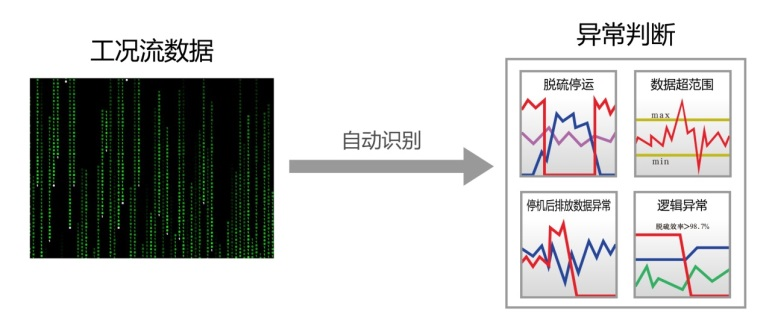 工况流数据
自动识别
异常判断
脱硫停运
数据超范围
max
min
停机后排放数据异常
逻辑异常
脱硫效率>98.7%